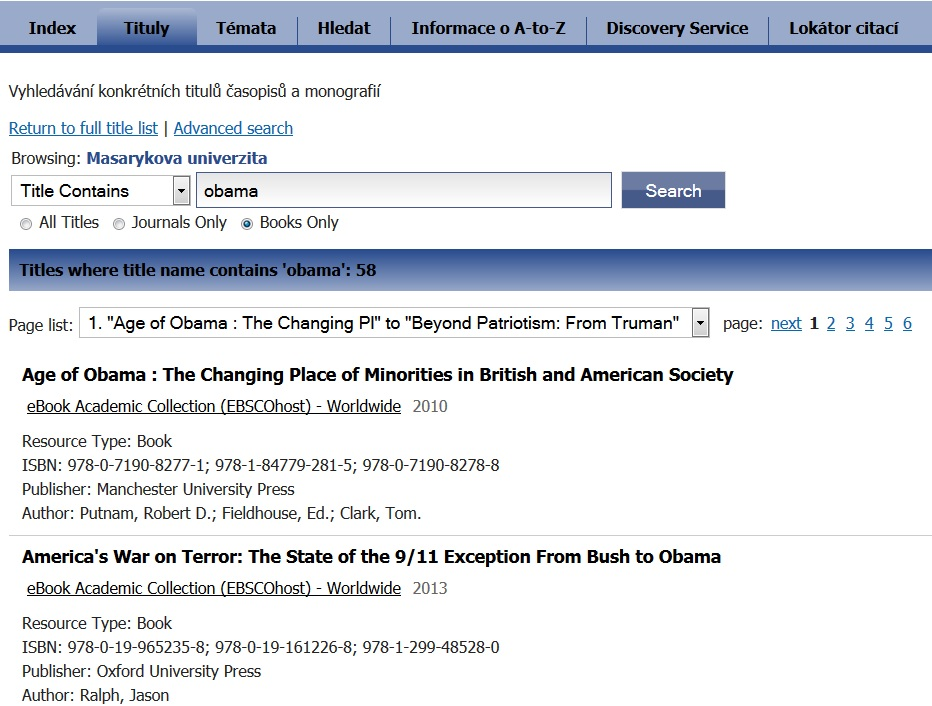 Index Tituly Témata Hledat Informace o A-to-Z Discovery Service Lokátor citací
Vyhledávání konkrétních titulů časopisů a monografií
Return to full title list | Advanced search
Browsing: Masarykova univerzita
Title Contains obama Search
All Titles Journals Only Books Only
Titles where title name contains 'obama': 58
Page list: 1. "Age of Obama : The Changing Pl" to "Beyond Patriotism: From Truman" page: next 1 2 3 4 5 6
Age of Obama : The Changing Place of Minorities in British and American Society
eBook Academic Collection (EBSCOhost) - Worldwide 2010
Resource Type: Book
ISBN: 978-0-7190-8277-1; 978-1-84779-281-5; 978-0-7190-8278-8
Publisher: Manchester University Press
Author: Putnam, Robert D.; Fieldhouse, Ed.; Clark, Tom.
America's War on Terror: The State of the 9/11 Exception From Bush to Obama
eBook Academic Collection (EBSCOhost) - Worldwide 2013
Resource Type: Book
ISBN: 978-0-19-965235-8; 978-0-19-161226-8; 978-1-299-48528-0
Publisher: Oxford University Press
Author: Ralph, Jason